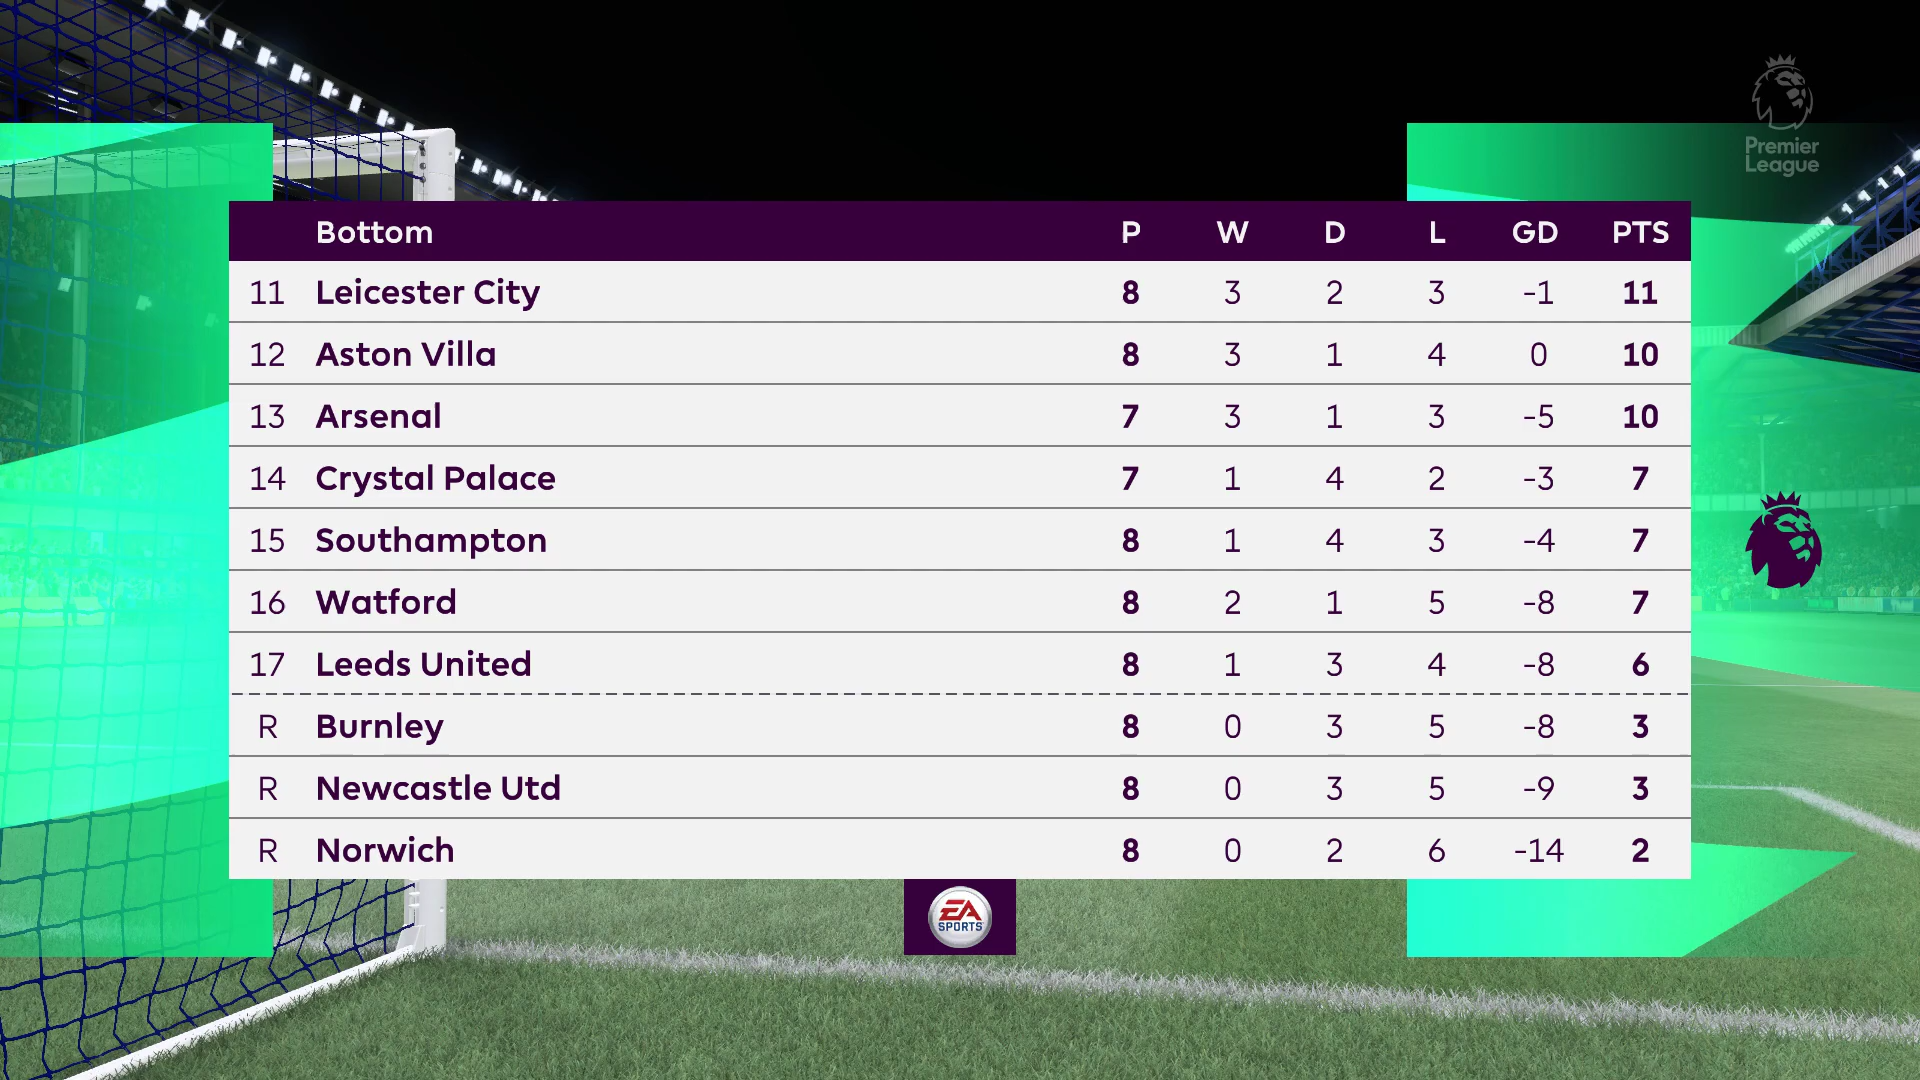 Premier
League
Bottom P W D L GD PTS
11 Leicester City 8 3 2 3 -1 11
12 Aston Villa 8 3 1 4 0 10
13 Arsenal 7 3 1 3 -5 10
14 Crystal Palace 7 1 4 2 -3 7
15 Southampton 8 1 4 3 -4 7
16 Watford 8 2 1 5 -8 7
17 Leeds United 8 1 3 4 -8 6
R Burnley 8 0 3 5 -8 3
R Newcastle Utd 8 0 3 5 -9 3
R Norwich 8 0 2 6 -14 2
EA
SPORTS